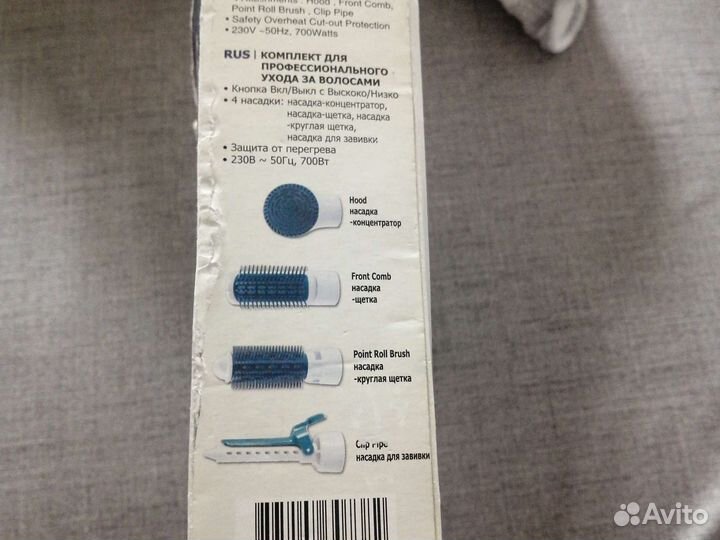 Hood , Front Comb,
Point Roll Brush , Clip Pipe
• Safety Overheat Cut-out Protection
• 230V ~50Hz, 700Watts
RUS | КОМПЛЕКТ ДЛЯ
ПРОФЕССИОНАЛЬНОГО
УХОДА ЗА ВОЛОСАМИ
• Кнопка Вкл/Выкл с Выскоко/Низко
• 4 насадки: насадка-концентратор,
насадка-щетка, насадка
-круглая щетка,
насадка для завивки
• Защита от перегрева
• 230В ~ 50Гц, 700Вт
Hood
насадка
-концентратор
Front Comb
насадка
-щетка
Point Roll Brush
насадка
-круглая щетка
Clip Pipe
насадка для завивки
Avito